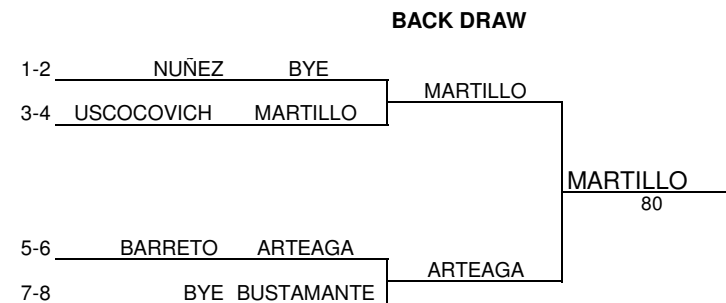 BACK DRAW
1-2 NUÑEZ BYE
MARTILLO
3-4 USCOCOVICH MARTILLO
MARTILLO
80
5-6 BARRETO ARTEAGA
ARTEAGA
7-8 BYE BUSTAMANTE